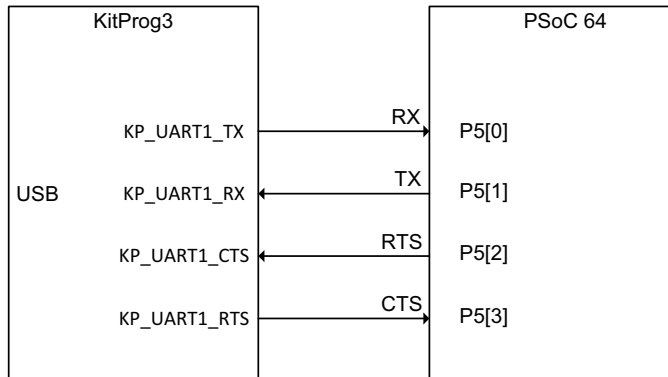 KitProg3 PSoC 64
KP_UART1_TX RX P5[0]
USB KP_UART1_RX TX P5[1]
KP_UART1_CTS RTS P5[2]
KP_UART1_RTS CTS P5[3]